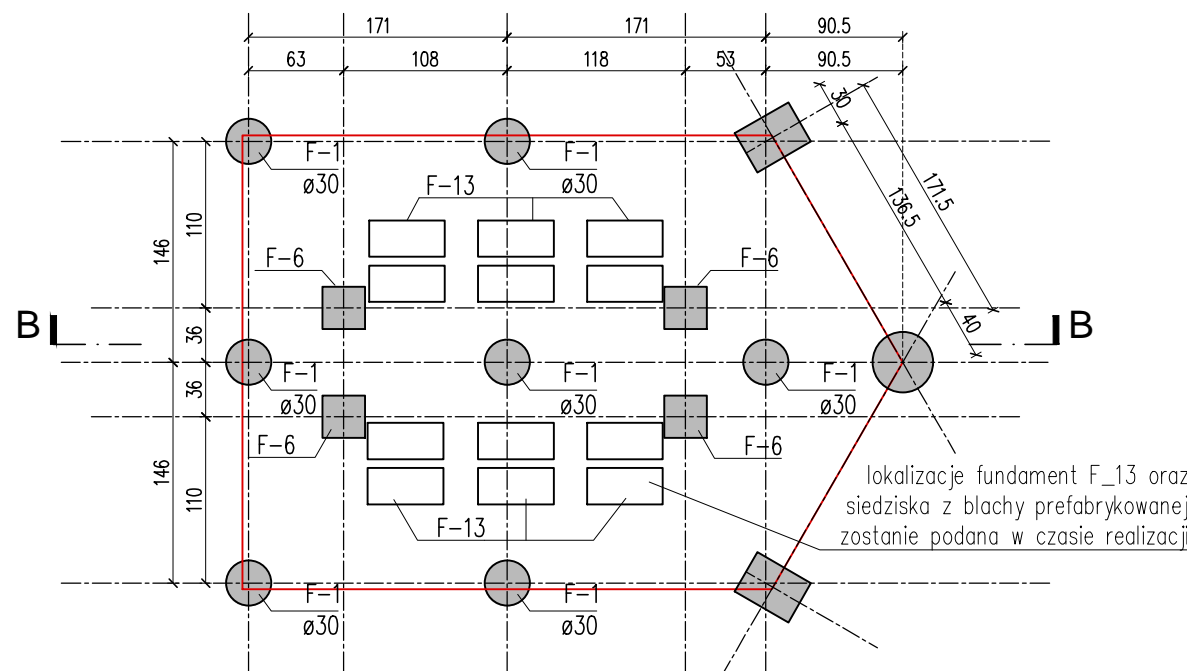 171 171 90.5
63 108 118 53 90.5
30
136.5
171.5
40
F-1
ø30
F-1
ø30
F-13
146
110
F-6
F-6
B
B
36
F-1
ø30
F-1
ø30
F-1
ø30
36
F-6
F-6
146
110
F-13
lokalizacje fundament F_13 oraz
siedziska z blachy prefabrykowanej
zostanie podana w czasie realizacji
F-1
ø30
F-1
ø30